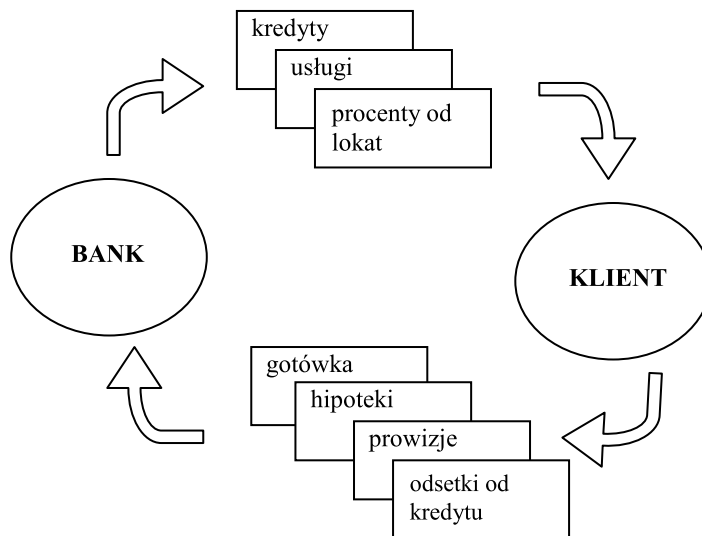 kredyty
usługi
procenty od
lokat
BANK
KLIENT
gotówka
hipoteki
prowizje
odsetki od
kredytu